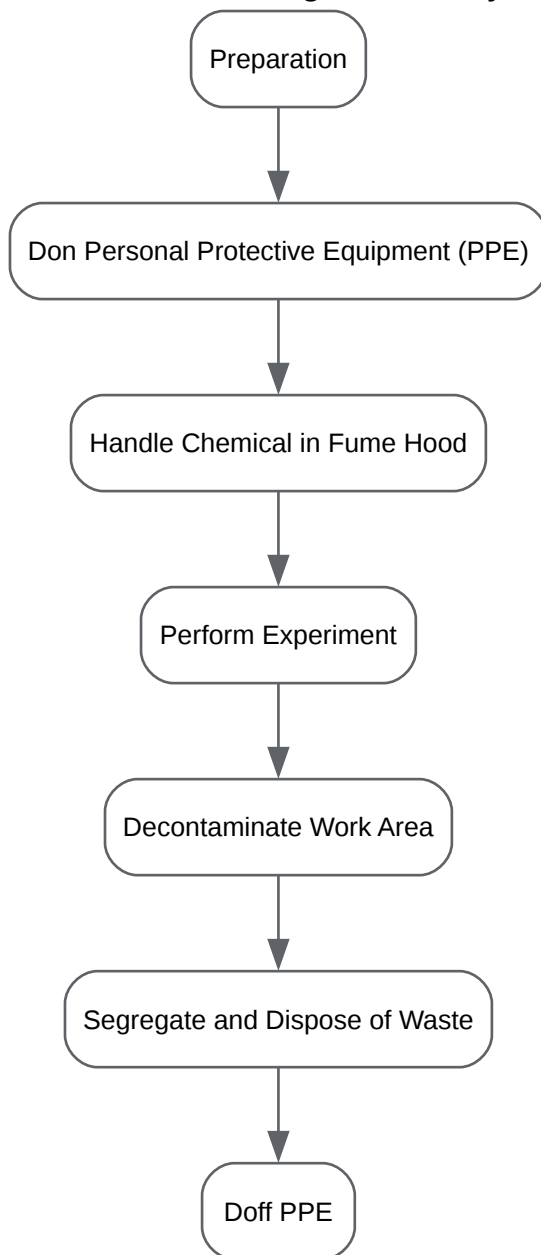 Preparation
Don Personal Protective Equipment (PPE)
Handle Chemical in Fume Hood
Perform Experiment
Decontaminate Work Area
Segregate and Dispose of Waste
Doff PPE